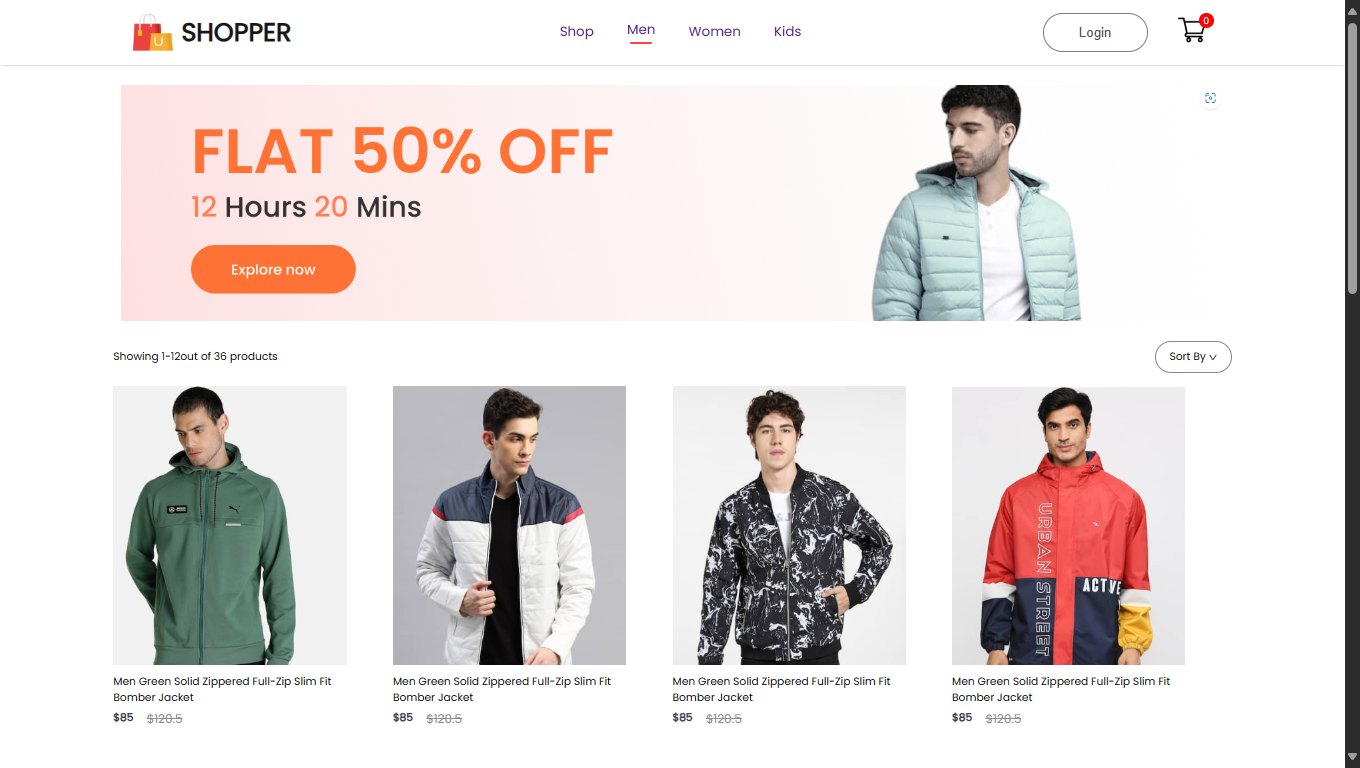 SHOPPER
Shop Men Women Kids
Login
0
FLAT 50% OFF
12 Hours 20 Mins
Explore now
Showing 1-12out of 36 products
Sort By
URBAN STREET
ACTVE
Men Green Solid Zippered Full-Zip Slim Fit
Bomber Jacket
$85 $120.5
Men Green Solid Zippered Full-Zip Slim Fit
Bomber Jacket
$85 $120.5
Men Green Solid Zippered Full-Zip Slim Fit
Bomber Jacket
$85 $120.5
Men Green Solid Zippered Full-Zip Slim Fit
Bomber Jacket
$85 $120.5